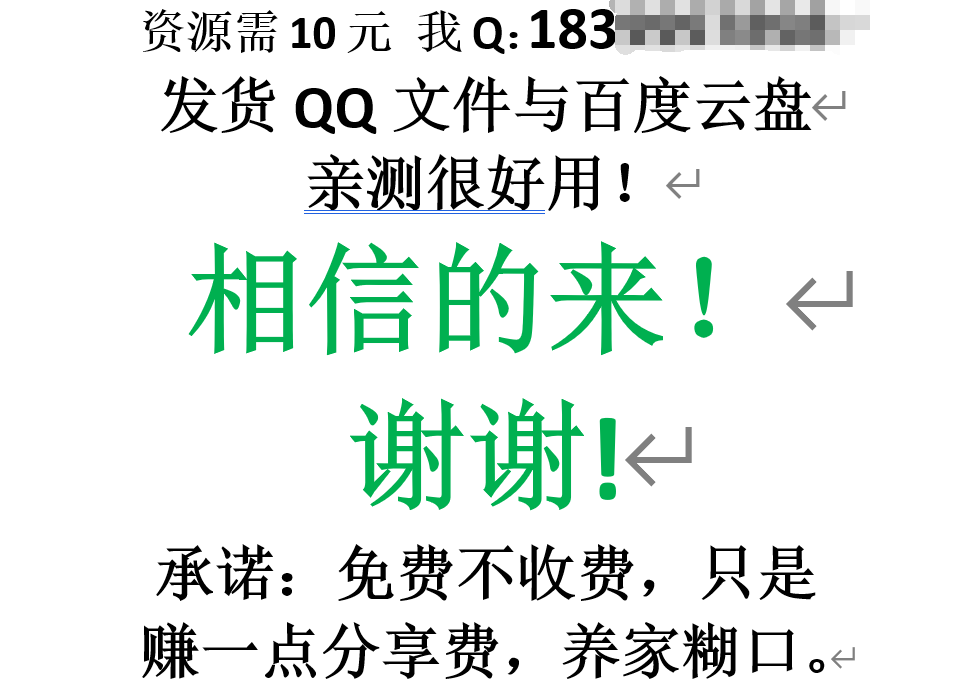 资源需 10 元 我 Q：183
发货 QQ 文件与百度云盘
亲测很好用！
相信的来！
谢谢!
承诺：免费不收费，只是
赚一点分享费，养家糊口。